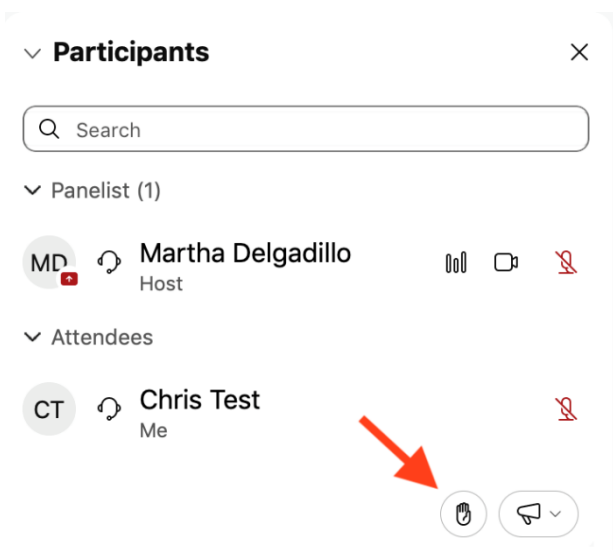 Participants
Search
Panelist (1)
MD
Martha Delgadillo
Host
Attendees
CT
Chris Test
Me